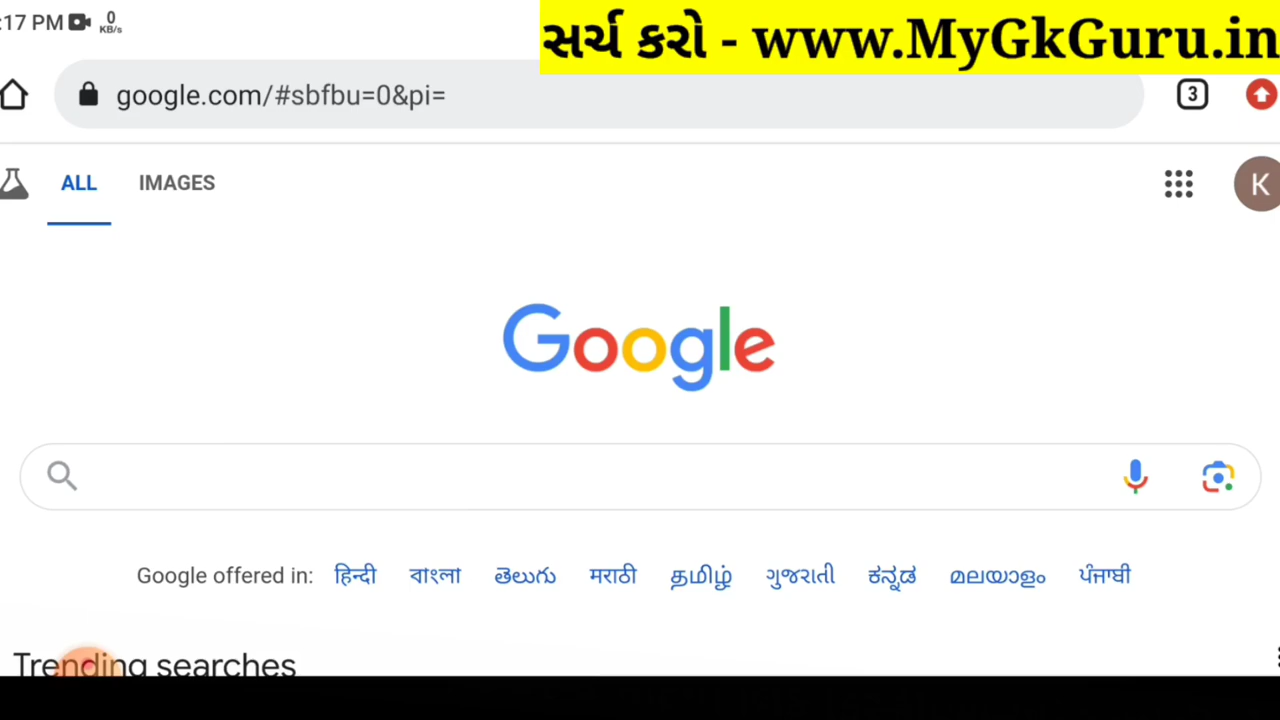 :17 PM 0 KB/s
સર્ચ કરો - www.MyGkGuru.in
google.com/#sbfbu=0&pi=
3
ALL IMAGES
K
Google
Google offered in: हिन्दी বাংলা తెలుగు मराठी தமிழ் ગુજરાતી ಕನ್ನಡ മലയാളം ਪੰਜਾਬੀ
Trending searches